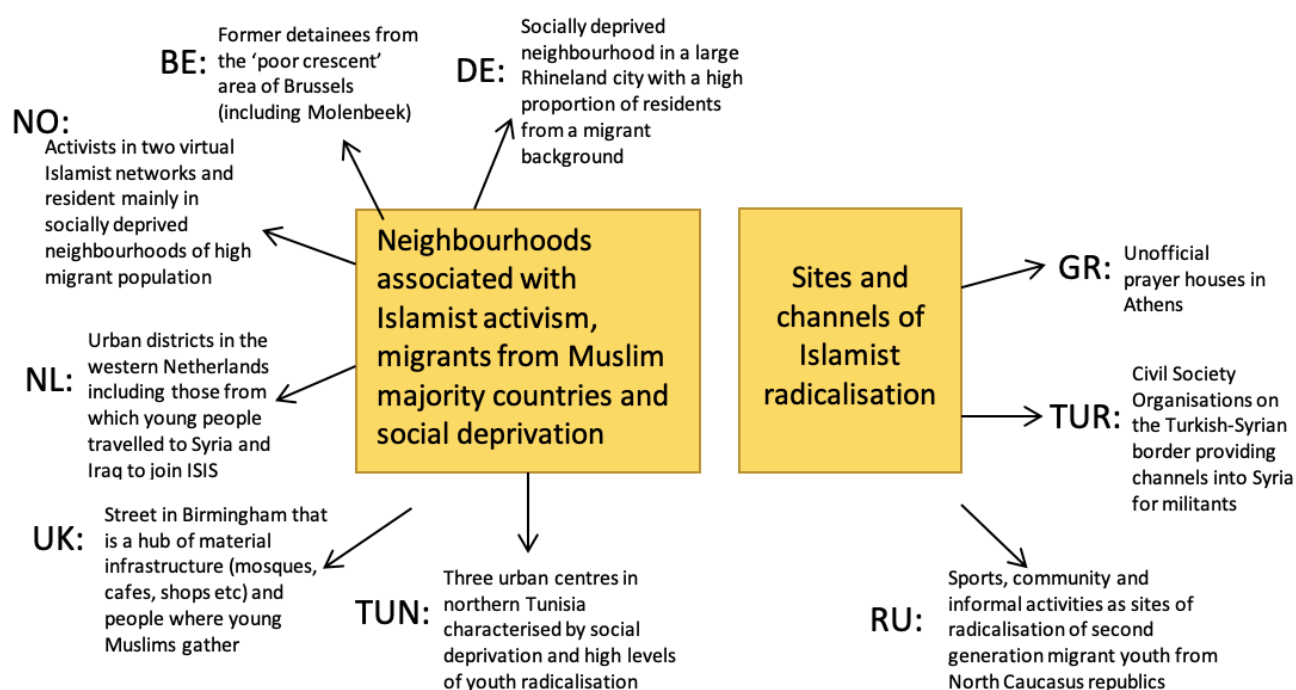 BE:
Former detainees from
the ‘poor crescent’
area of Brussels
(including Molenbeek)
DE:
Socially deprived
neighbourhood in a large
Rhineland city with a high
proportion of residents
from a migrant
background
NO:
Activists in two virtual
Islamist networks and
resident mainly in
socially deprived
neighbourhoods of high
migrant population
Neighbourhoods
associated with
Islamist activism,
migrants from Muslim
majority countries and
social deprivation
Sites and
channels of
Islamist
radicalisation
GR:
Unofficial
prayer houses in
Athens
NL:
Urban districts in the
western Netherlands
including those from
which young people
travelled to Syria and
Iraq to join ISIS
TUR:
Civil Society
Organisations on
the Turkish-Syrian
border providing
channels into Syria
for militants
UK:
Street in Birmingham that
is a hub of material
infrastructure (mosques,
cafes, shops etc) and
people where young
Muslims gather
TUN:
Three urban centres in
northern Tunisia
characterised by social
deprivation and high levels
of youth radicalisation
RU:
Sports, community and
informal activities as sites of
radicalisation of second
generation migrant youth from
North Caucasus republics